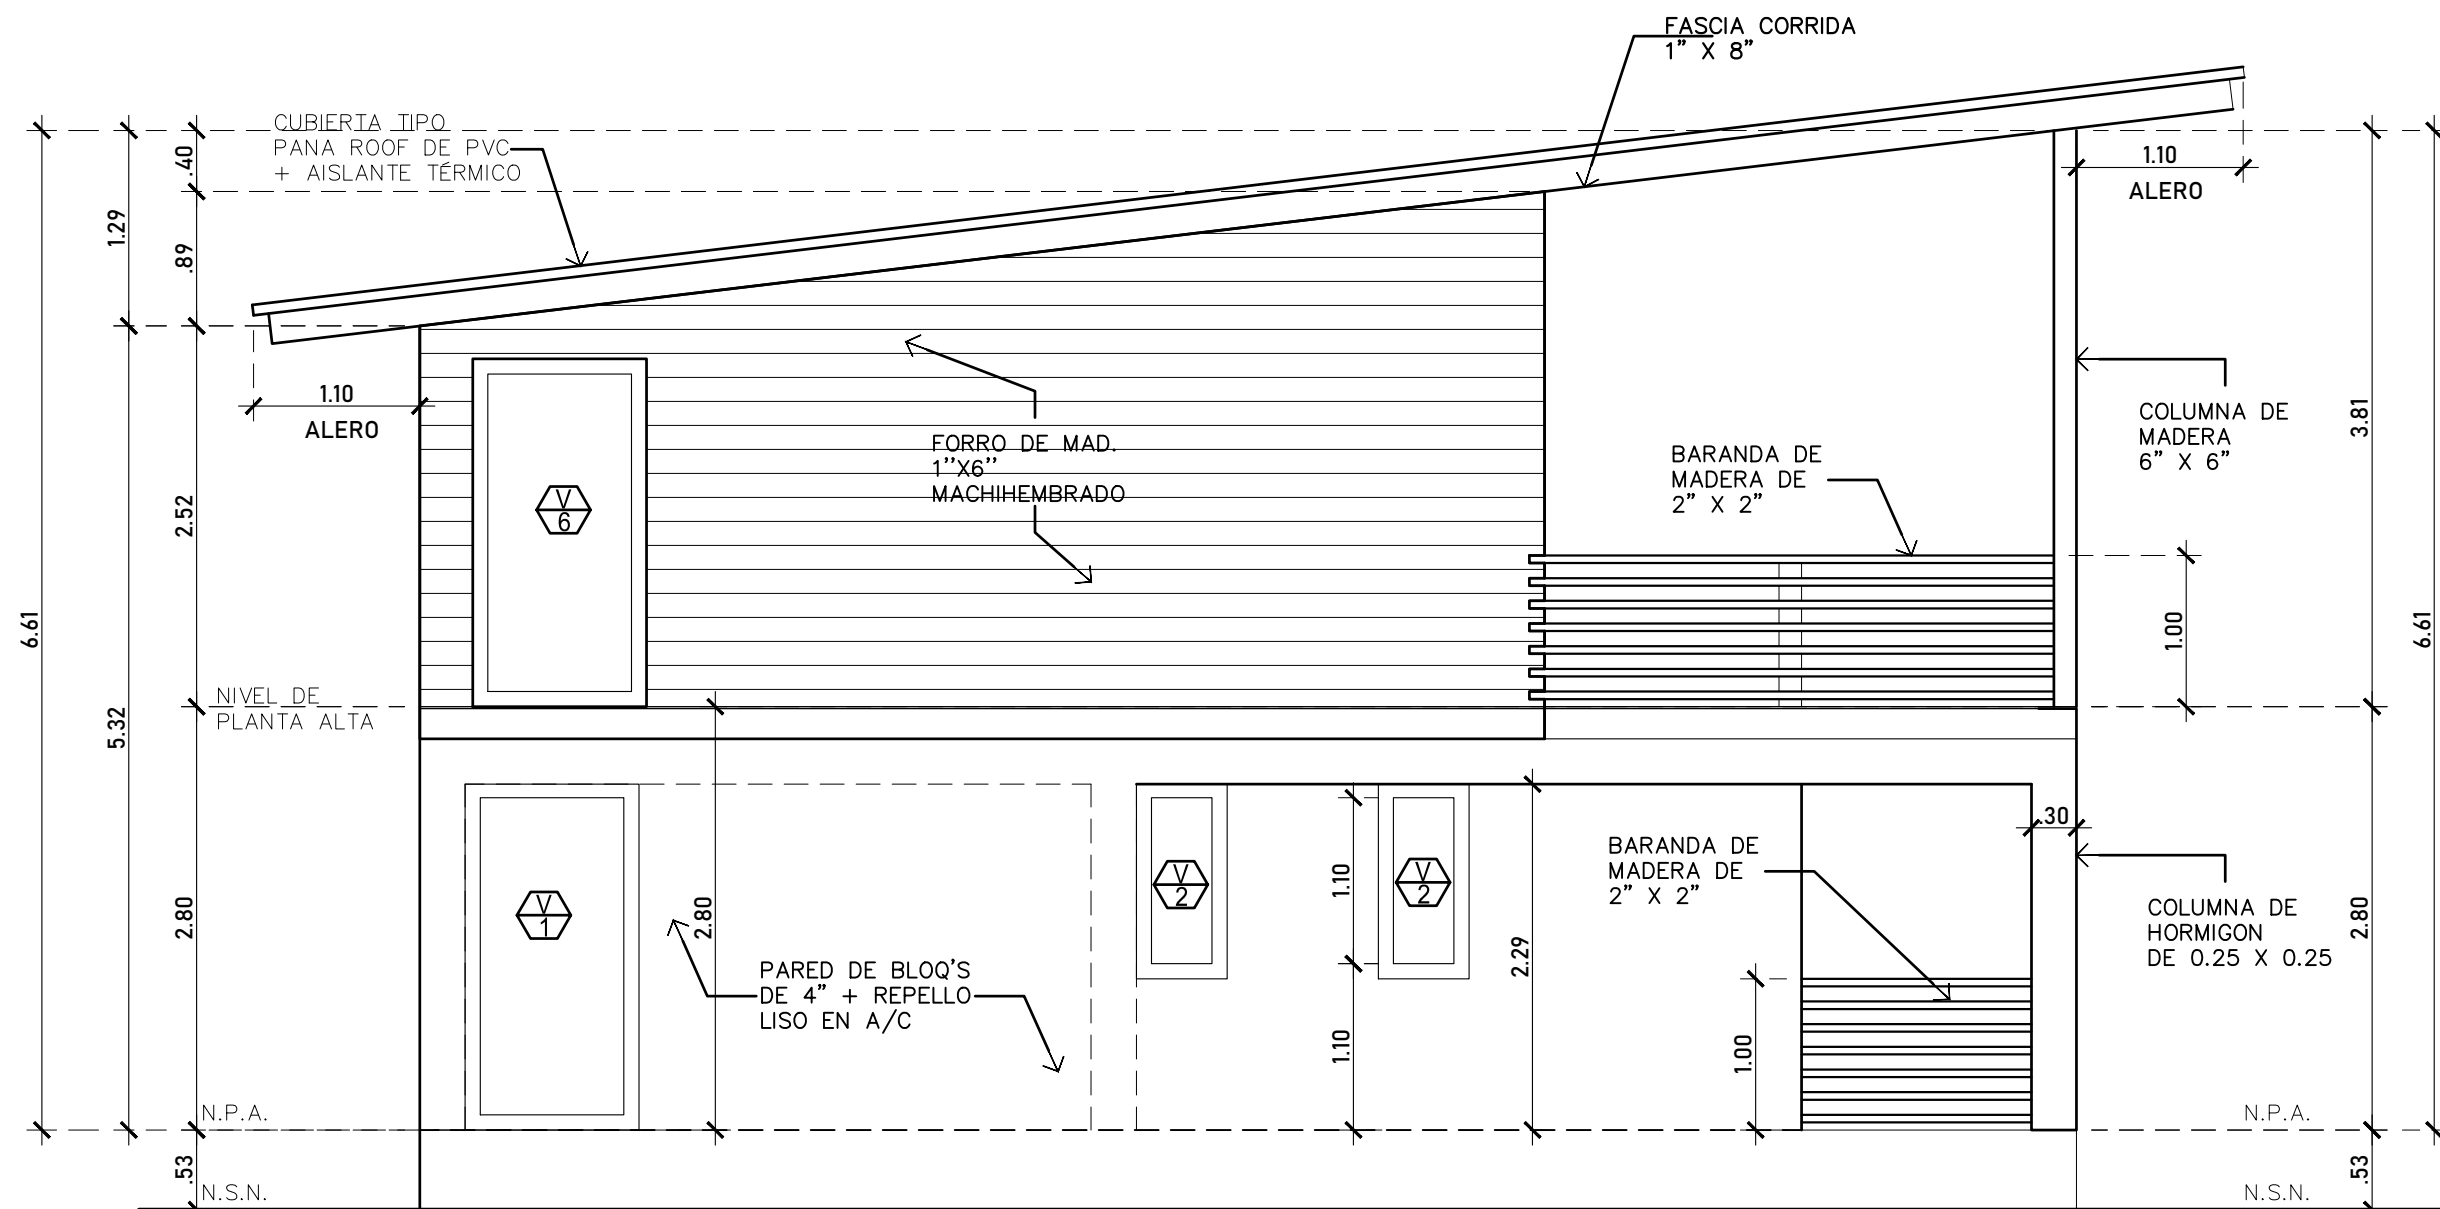 FASCIA CORRIDA
1” X 8”
CUBIERTA TIPO
PANA ROOF DE PVC
+ AISLANTE TÉRMICO
.40
1.29
.89
1.10
ALERO
1.10
ALERO
COLUMNA DE
MADERA
6” X 6”
3.81
FORRO DE MAD.
1’’X6’’
MACHIHEMBRADO
BARANDA DE
MADERA DE
2” X 2”
V
6
2.52
6.61
1.00
6.61
NIVEL DE
PLANTA ALTA
5.32
.30
BARANDA DE
MADERA DE
2” X 2”
V
2
V
2
1.10
V
1
2.80
2.80
2.29
COLUMNA DE
HORMIGON
DE 0.25 X 0.25
2.80
PARED DE BLOQ’S
DE 4” + REPELLO
LISO EN A/C
1.10
1.00
N.P.A.
N.P.A.
.53
.53
N.S.N.
N.S.N.